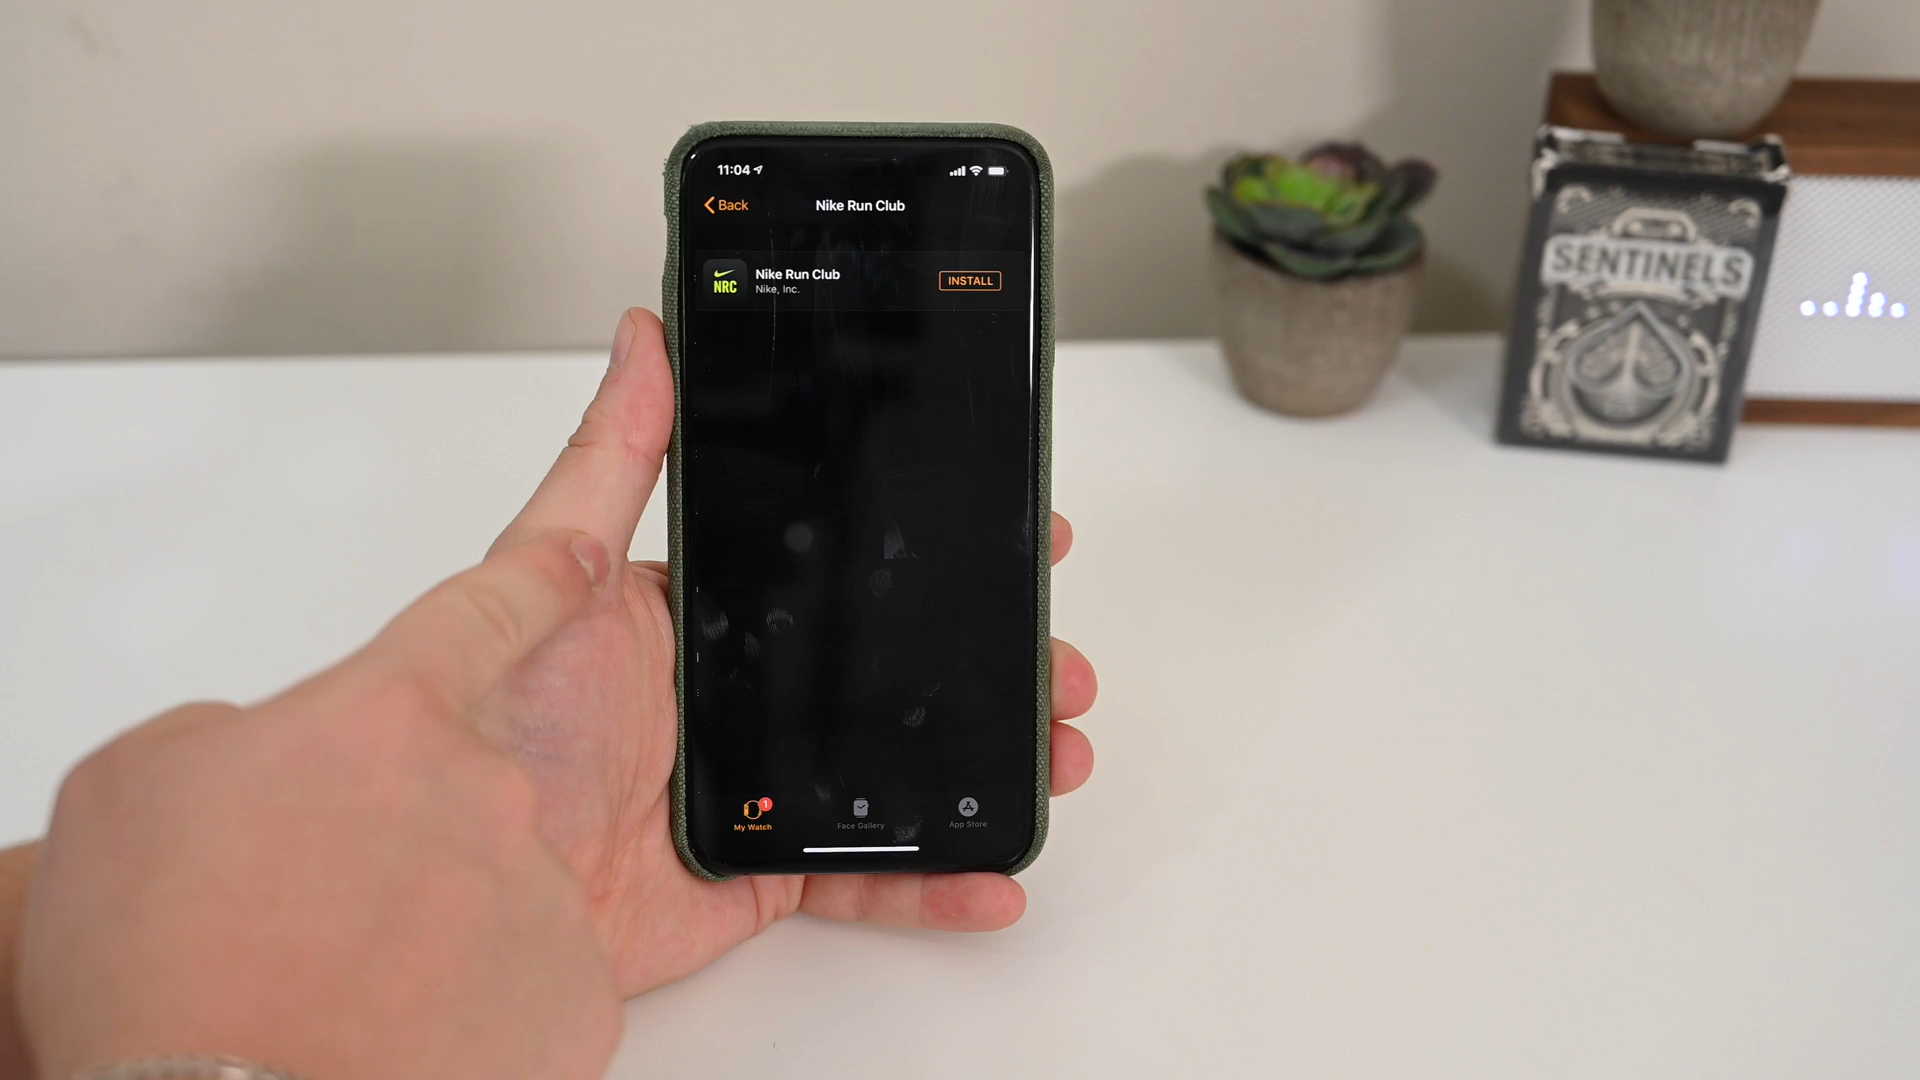 11:04
Back
Nike Run Club
NRC
Nike Run Club
Nike, Inc.
INSTALL
1
My Watch
Face Gallery
App Store
SENTINELS